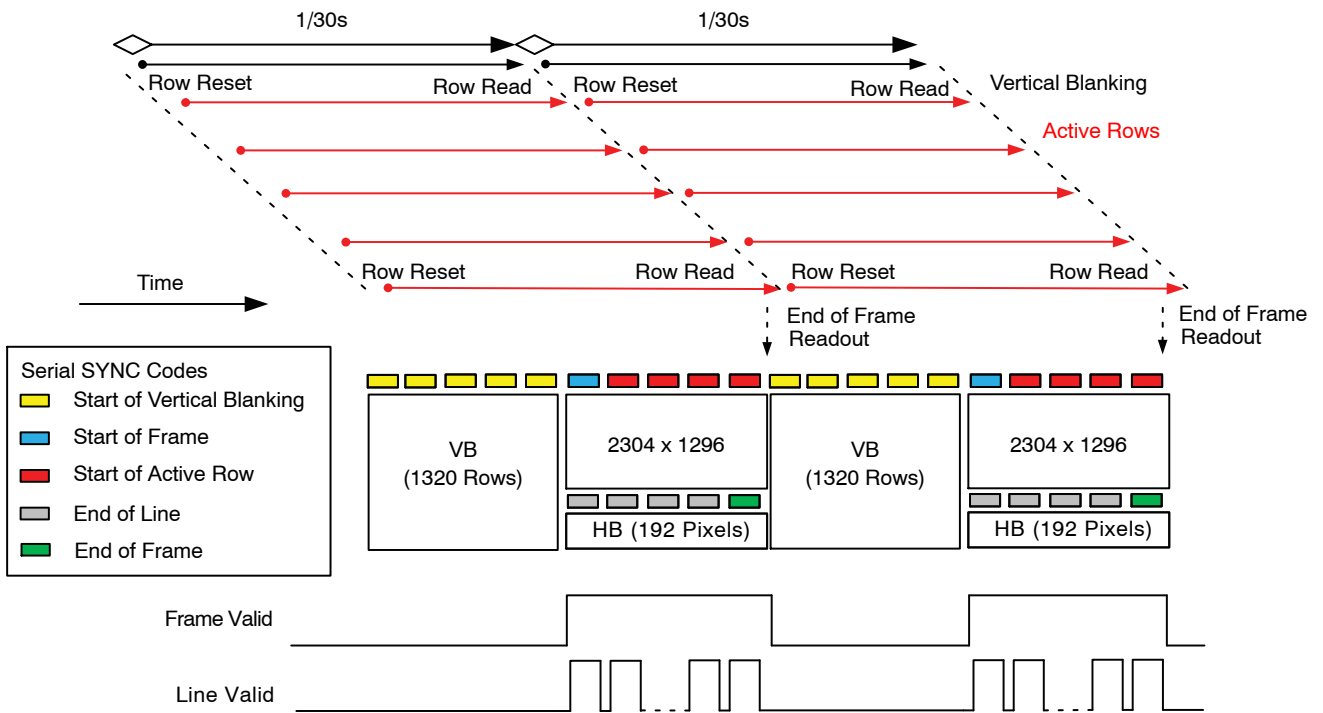 1/30s
1/30s
Row Reset
Row Read
Row Reset
Row Read
Vertical Blanking
Active Rows
Row Reset
Row Read
Row Reset
Row Read
Time
End of Frame
Readout
End of Frame
Readout
Serial SYNC Codes
Start of Vertical Blanking
Start of Frame
Start of Active Row
End of Line
End of Frame
VB
(1320 Rows)
2304 x 1296
HB (192 Pixels)
VB
(1320 Rows)
2304 x 1296
HB (192 Pixels)
Frame Valid
Line Valid